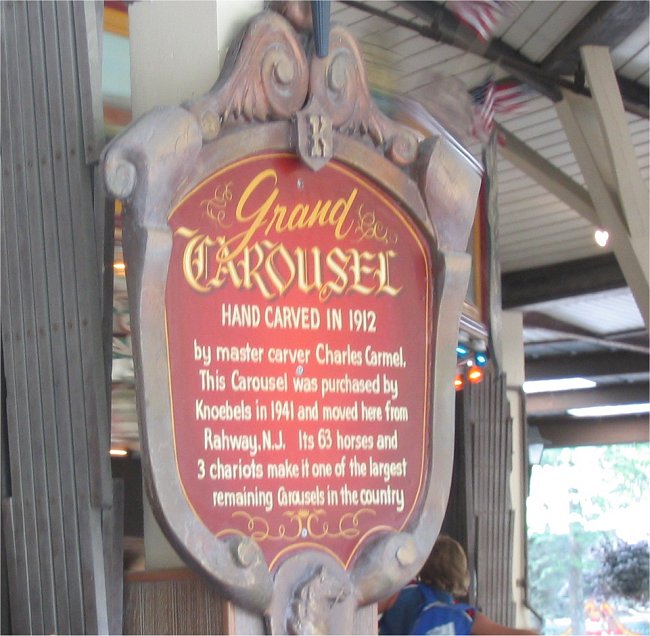 K
Grand
CAROUSEL
HAND CARVED IN 1912
by master carver Charles Carmel.
This Carousel was purchased by
Knoebels in 1941 and moved here from
Rahway, N.J. Its 63 horses and
3 chariots make it one of the largest
remaining Carousels in the country